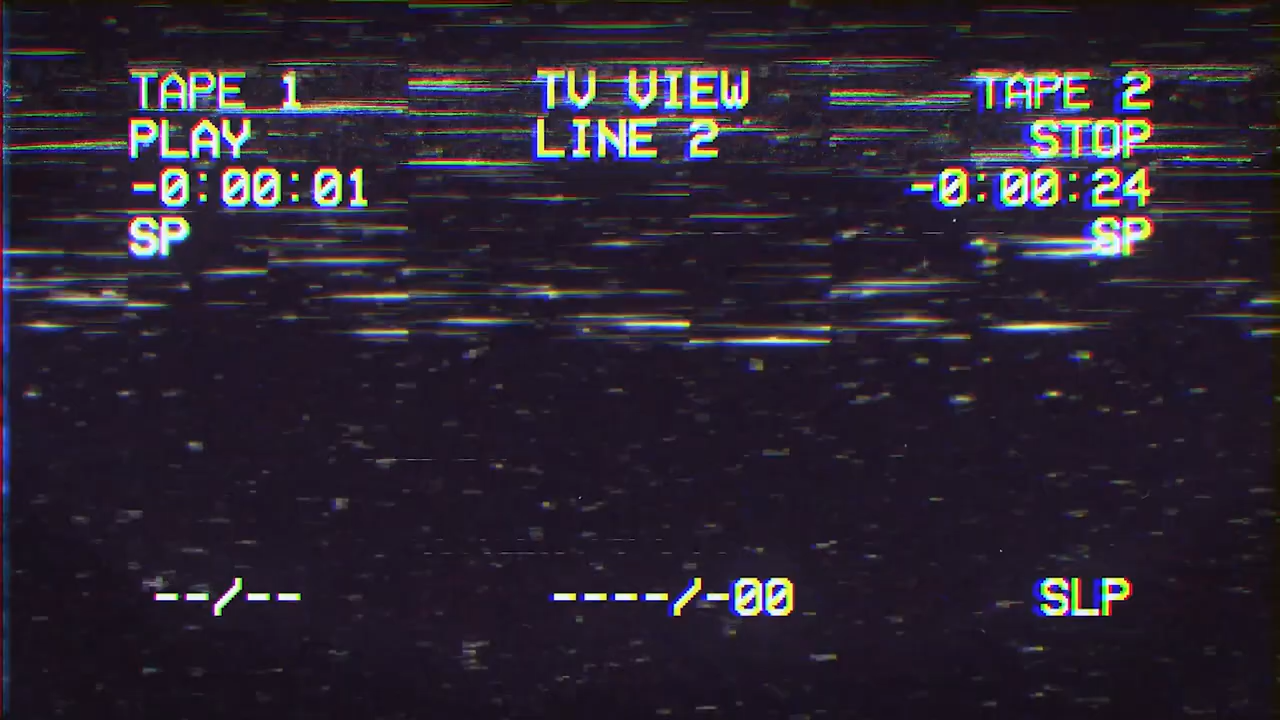 TAPE 1
PLAY
-0:00:01
SP
TV VIEW
LINE 2
TAPE 2
STOP
-0:00:24
SP
--/--
----/-00
SLP